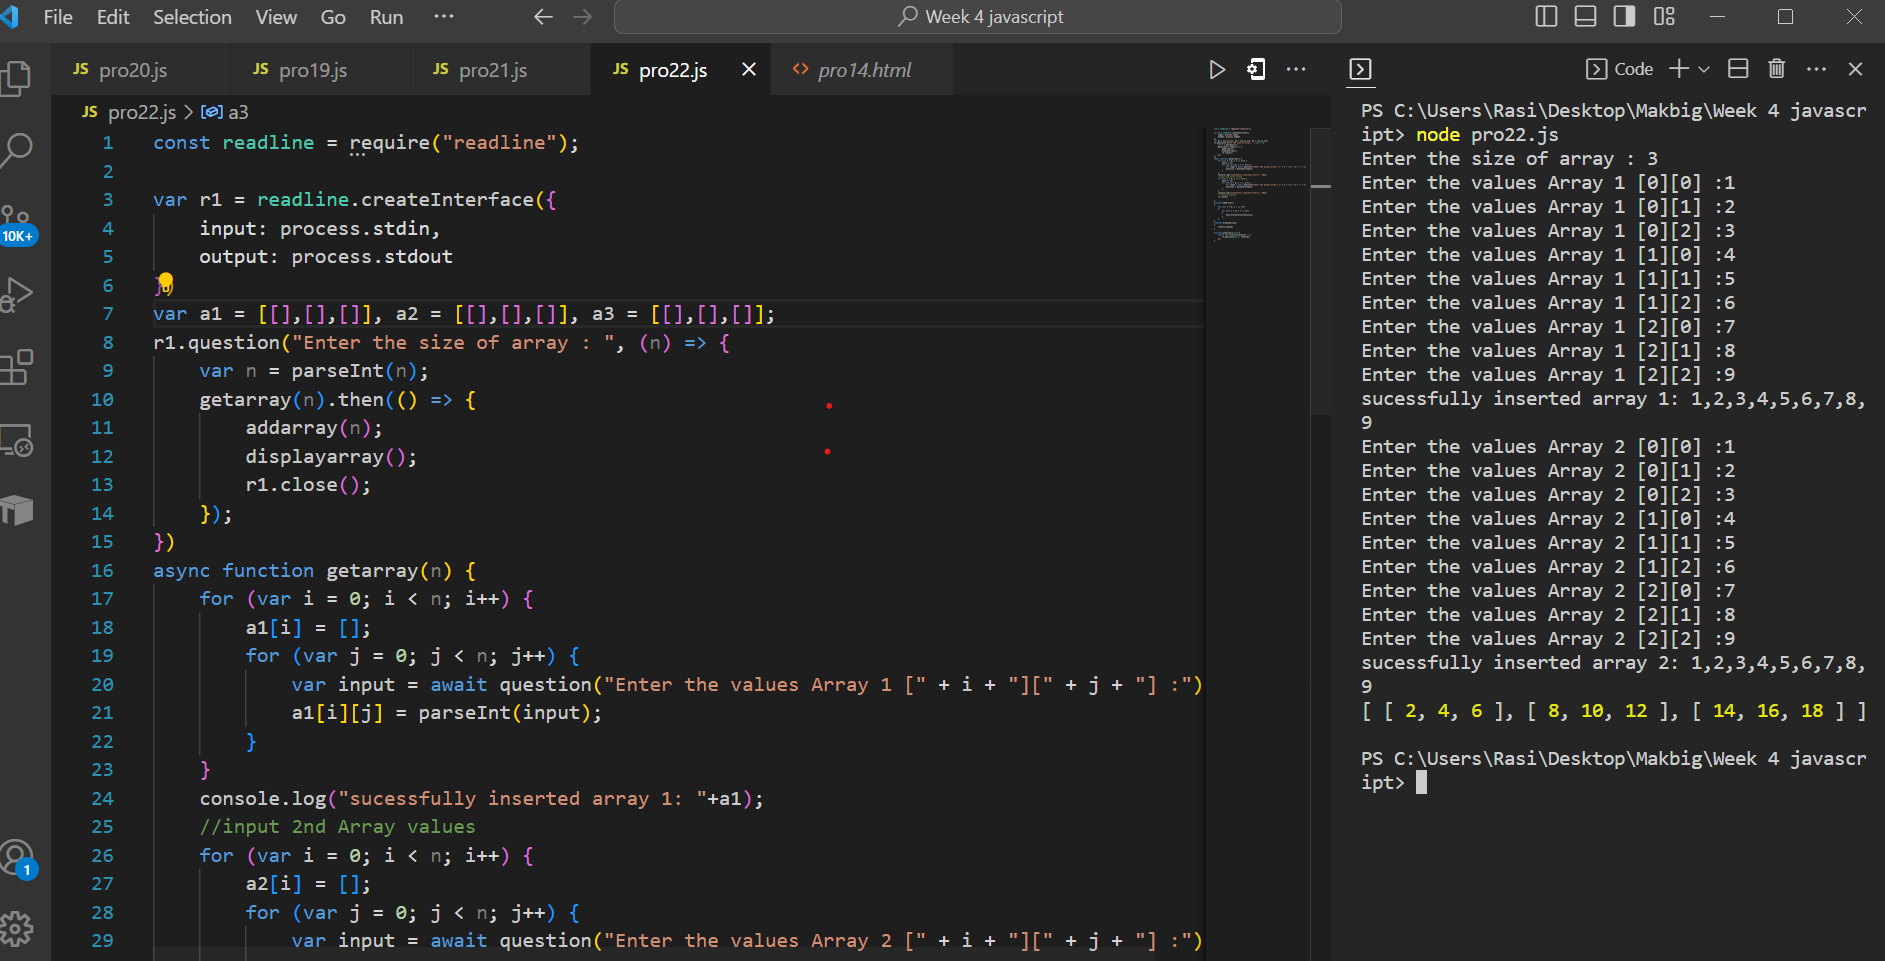 File Edit Selection View Go Run ··· Week 4 javascript
JS pro20.js JS pro19.js JS pro21.js JS pro22.js <> pro14.html
Code
JS pro22.js > a3
10K+
1
1 const readline = require("readline");
2
3 var r1 = readline.createInterface({
4 input: process.stdin,
5 output: process.stdout
6 })
7 var a1 = [[],[],[]], a2 = [[],[],[]], a3 = [[],[],[]];
8 r1.question("Enter the size of array : ", (n) => {
9 var n = parseInt(n);
10 getarray(n).then(() => {
11 addarray(n);
12 displayarray();
13 r1.close();
14 });
15 })
16 async function getarray(n) {
17 for (var i = 0; i < n; i++) {
18 a1[i] = [];
19 for (var j = 0; j < n; j++) {
20 var input = await question("Enter the values Array 1 [" + i + "][" + j + "] :")
21 a1[i][j] = parseInt(input);
22 }
23 }
24 console.log("sucessfully inserted array 1: "+a1);
25 //input 2nd Array values
26 for (var i = 0; i < n; i++) {
27 a2[i] = [];
28 for (var j = 0; j < n; j++) {
29 var input = await question("Enter the values Array 2 [" + i + "][" + j + "] :")
PS C:\Users\Rasi\Desktop\Makbig\Week 4 javascr
ipt> node pro22.js
Enter the size of array : 3
Enter the values Array 1 [0][0] :1
Enter the values Array 1 [0][1] :2
Enter the values Array 1 [0][2] :3
Enter the values Array 1 [1][0] :4
Enter the values Array 1 [1][1] :5
Enter the values Array 1 [1][2] :6
Enter the values Array 1 [2][0] :7
Enter the values Array 1 [2][1] :8
Enter the values Array 1 [2][2] :9
sucessfully inserted array 1: 1,2,3,4,5,6,7,8,
9
Enter the values Array 2 [0][0] :1
Enter the values Array 2 [0][1] :2
Enter the values Array 2 [0][2] :3
Enter the values Array 2 [1][0] :4
Enter the values Array 2 [1][1] :5
Enter the values Array 2 [1][2] :6
Enter the values Array 2 [2][0] :7
Enter the values Array 2 [2][1] :8
Enter the values Array 2 [2][2] :9
sucessfully inserted array 2: 1,2,3,4,5,6,7,8,
9
[ [ 2, 4, 6 ], [ 8, 10, 12 ], [ 14, 16, 18 ] ]
PS C:\Users\Rasi\Desktop\Makbig\Week 4 javascr
ipt>